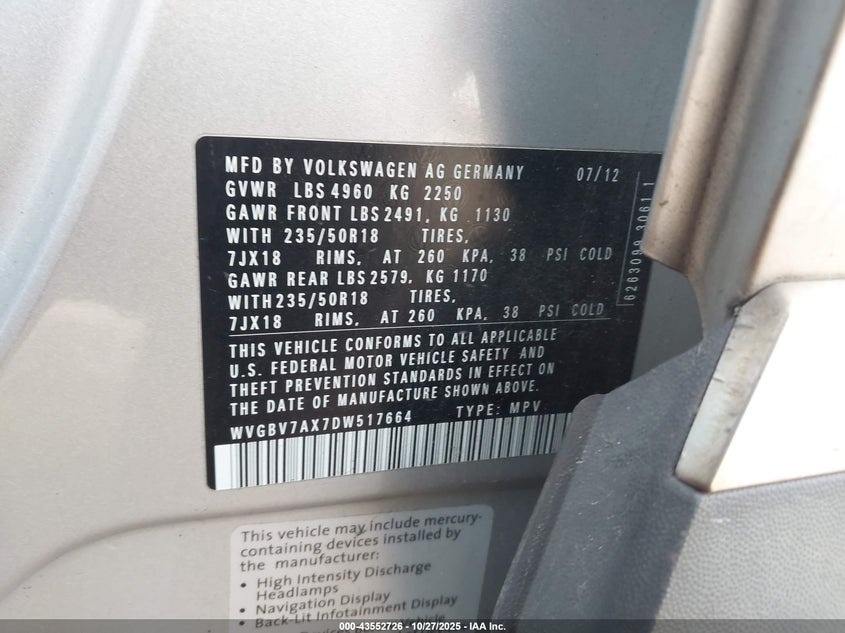 MFD BY VOLKSWAGEN AG GERMANY 07/12
GVWR LBS 4960 KG 2250
GAWR FRONT LBS 2491, KG 1130
WITH 235/50R18 TIRES,
7JX18 RIMS, AT 260 KPA, 38 PSI COLD
GAWR REAR LBS 2579, KG 1170
WITH 235/50R18 TIRES,
7JX18 RIMS, AT 260 KPA, 38 PSI COLD
THIS VEHICLE CONFORMS TO ALL APPLICABLE
U.S. FEDERAL MOTOR VEHICLE SAFETY AND
THEFT PREVENTION STANDARDS IN EFFECT ON
THE DATE OF MANUFACTURE SHOWN ABOVE.
WVGBV7AX7DW517664 TYPE: MPV
6263099 3061 1
This vehicle may include mercury-
containing devices installed by
the manufacturer:
• High Intensity Discharge
Headlamps
• Navigation Display
• Back-Lit Infotainment Display
000-43552726 | 10/27/2025 | IAA Inc.